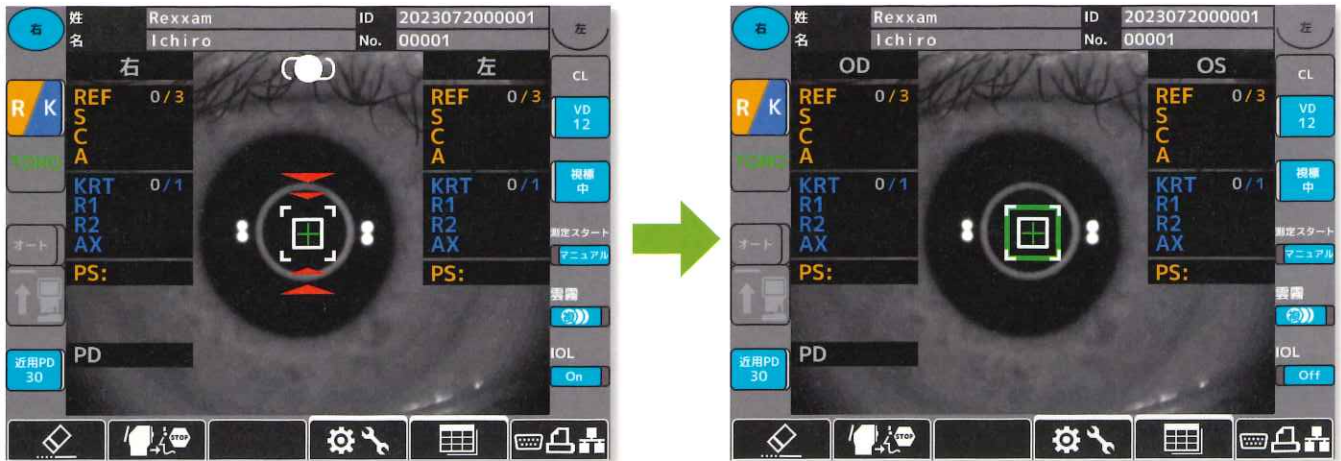 右
姓 Rexxam ID 2023072000001
名 Ichiro No. 00001
左
右
左
CL
R/K
REF 0/3
S
C
A
REF 0/3
S
C
A
VD
12
KRT 0/1
R1
R2
AX
KRT 0/1
R1
R2
AX
視標
中
オート
測定スタート
マニュアル
PS:
PS:
雲霧
視
近用PD
30
PD
IOL
On
STOP
右
姓 Rexxam ID 2023072000001
名 Ichiro No. 00001
左
OD
OS
CL
R/K
REF 0/3
S
C
A
REF 0/3
S
C
A
VD
12
KRT 0/1
R1
R2
AX
KRT 0/1
R1
R2
AX
視標
中
オート
測定スタート
マニュアル
PS:
PS:
雲霧
視
近用PD
30
PD
IOL
Off
STOP